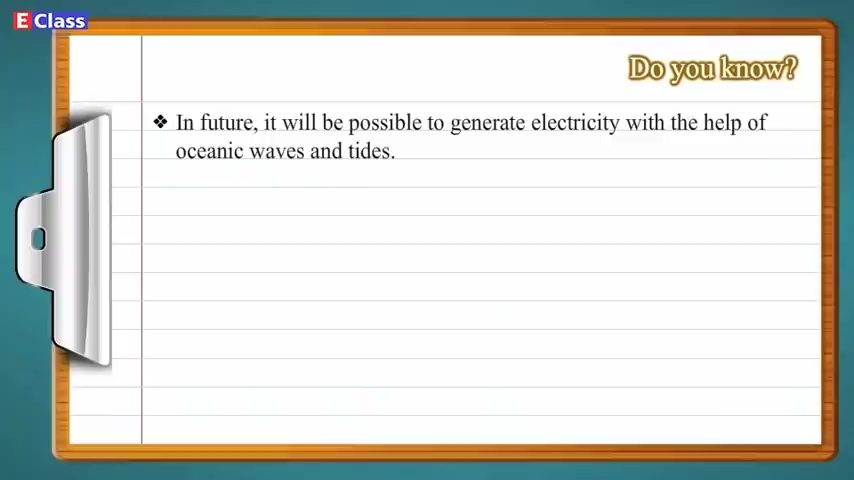 E Class
Do you know?
❖ In future, it will be possible to generate electricity with the help of
oceanic waves and tides.